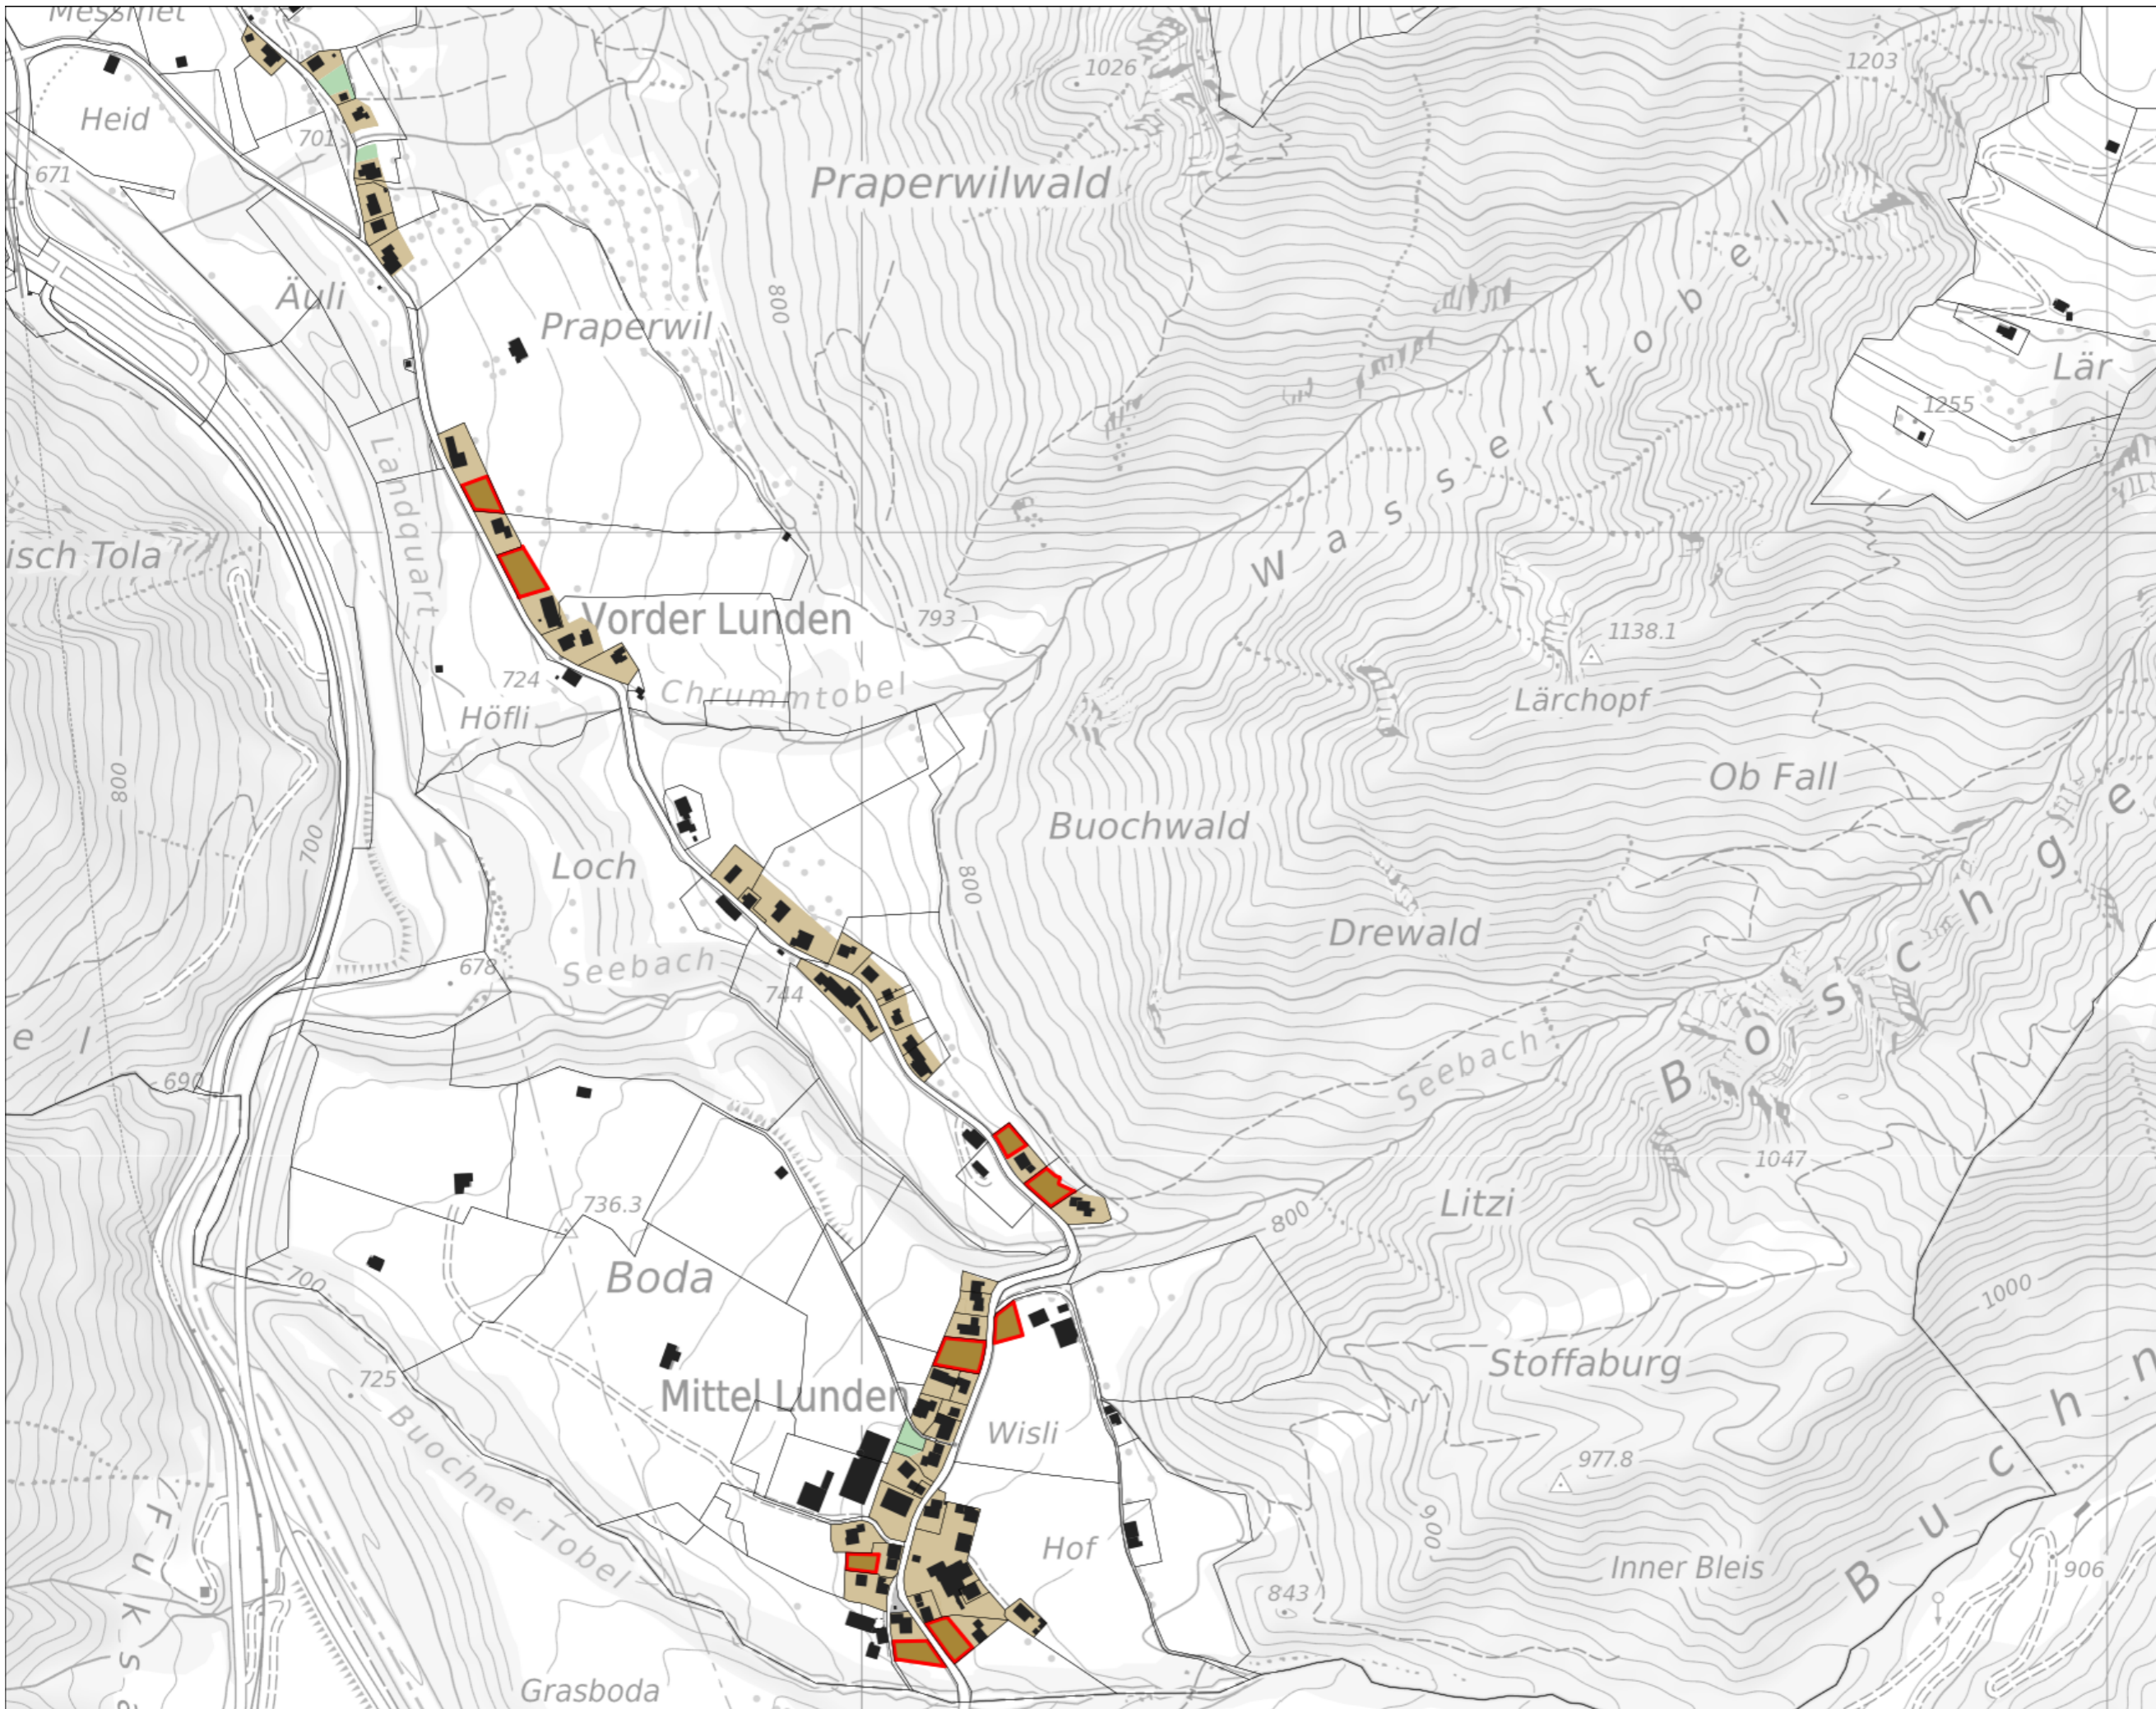 Messmet
1026
1203
Heid
701
671
Praperwilwald
Wassertobel
Äuli
800
Praperwil
Lär
1255
Landquart
isch Tola
Vorder Lunden
793
1138.1
724
Chrummtobel
Lärchopf
Höfli
800
Ob Fall
700
Buochwald
Loch
800
Drewald
678
Seebach
744
e l
690
Seebach
1047
736.3
Litzi
800
700
Boda
1000
725
Mittel Lunden
Stoffaburg
Wisli
977.8
Buochner Tobel
900
Hof
Inner Bleis
906
843
Grasboda